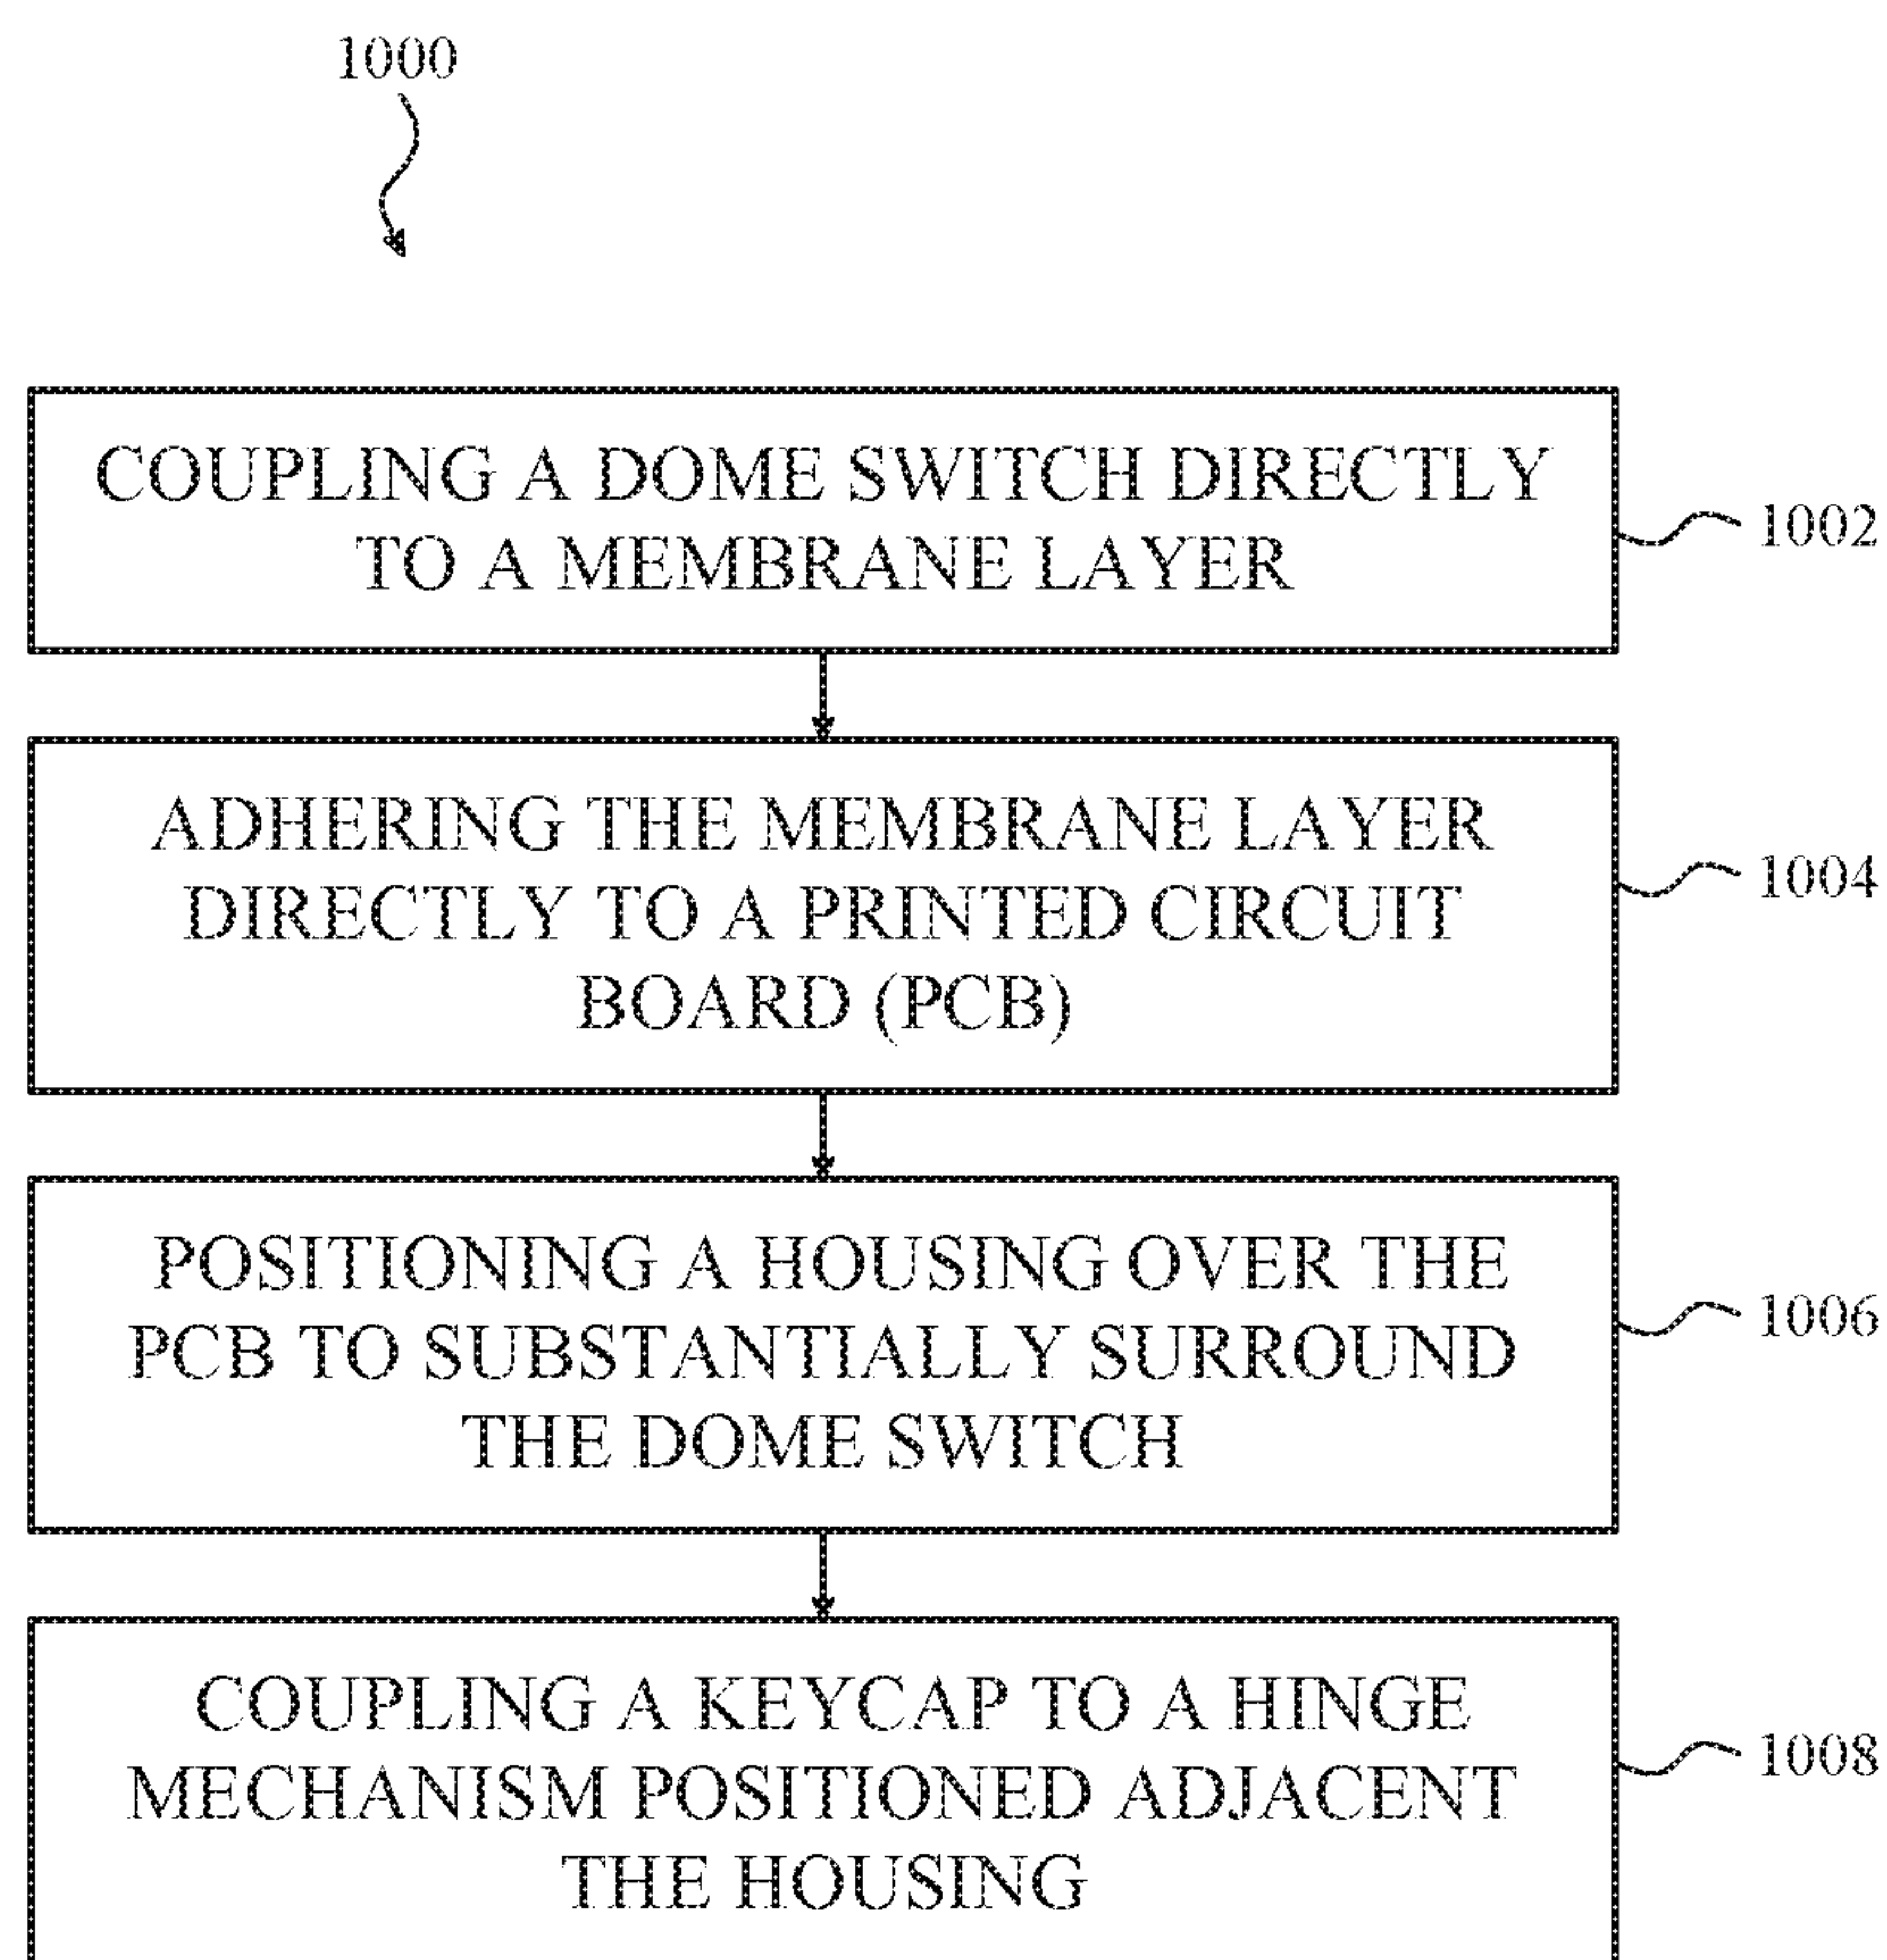 1000
COUPLING A DOME SWITCH DIRECTLY
TO A MEMBRANE LAYER
1002
ADHERING THE MEMBRANE LAYER
DIRECTLY TO A PRINTED CIRCUIT
BOARD (PCB)
1004
POSITIONING A HOUSING OVER THE
PCB TO SUBSTANTIALLY SURROUND
THE DOME SWITCH
1006
COUPLING A KEYCAP TO A HINGE
MECHANISM POSITIONED ADJACENT
THE HOUSING
1008